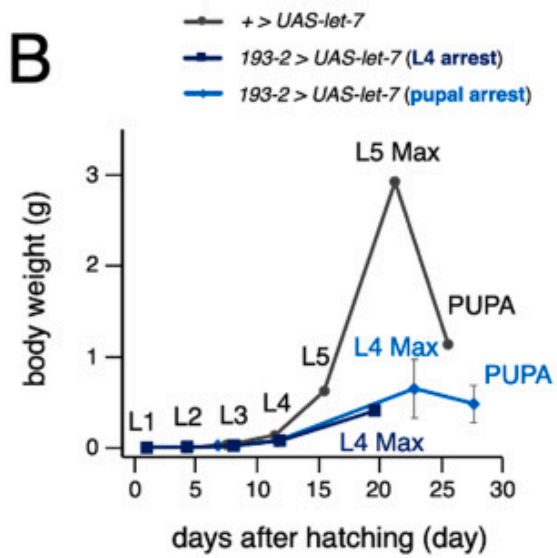 B
+ > UAS-let-7
193-2 > UAS-let-7 (L4 arrest)
193-2 > UAS-let-7 (pupal arrest)
body weight (g)
3
2
1
0
L5 Max
PUPA
L4 Max
PUPA
L5
L1 L2 L3 L4
L4 Max
0 5 10 15 20 25 30
days after hatching (day)